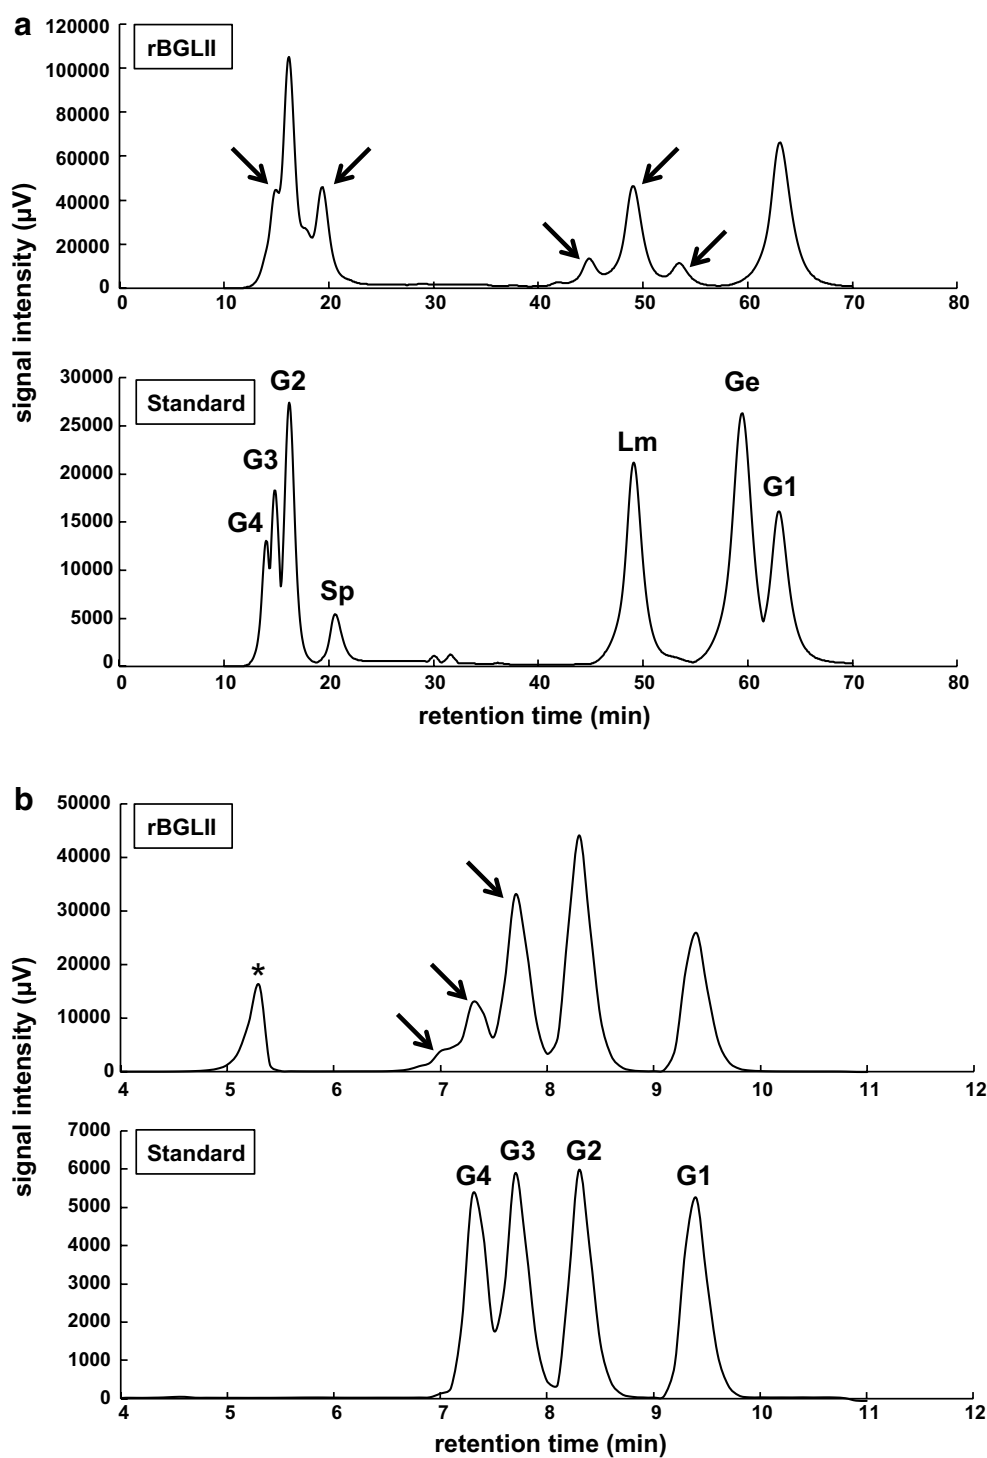 a
rBGLII
120000
100000
80000
60000
40000
20000
0
0 10 20 30 40 50 60 70 80
Standard
30000
25000
20000
15000
10000
5000
0
G4 G3 G2 Sp Lm Ge G1
0 10 20 30 40 50 60 70 80
signal intensity (µV)
retention time (min)
b
rBGLII
50000
40000
30000
20000
10000
0
*
4 5 6 7 8 9 10 11 12
Standard
7000
6000
5000
4000
3000
2000
1000
0
G4 G3 G2 G1
4 5 6 7 8 9 10 11 12
signal intensity (µV)
retention time (min)